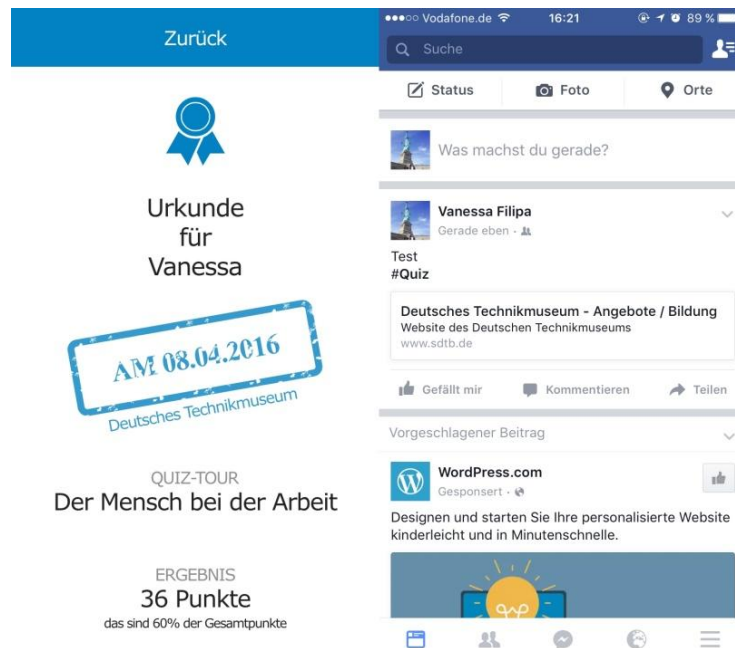 Zurück
Urkunde
für
Vanessa
AM 08.04.2016
Deutsches Technikmuseum
QUIZ-TOUR
Der Mensch bei der Arbeit
ERGEBNIS
36 Punkte
das sind 60% der Gesamtpunkte
Vodafone.de 16:21 89 %
Suche
Status Foto Orte
Was machst du gerade?
Vanessa Filipa
Gerade eben
Test
#Quiz
Deutsches Technikmuseum - Angebote / Bildung
Website des Deutschen Technikmuseums
www.sdtb.de
Gefällt mir Kommentieren Teilen
Vorgeschlagener Beitrag
WordPress.com
Gesponsert
Designen und starten Sie Ihre personalisierte Website
kinderleicht und in Minutenschnelle.